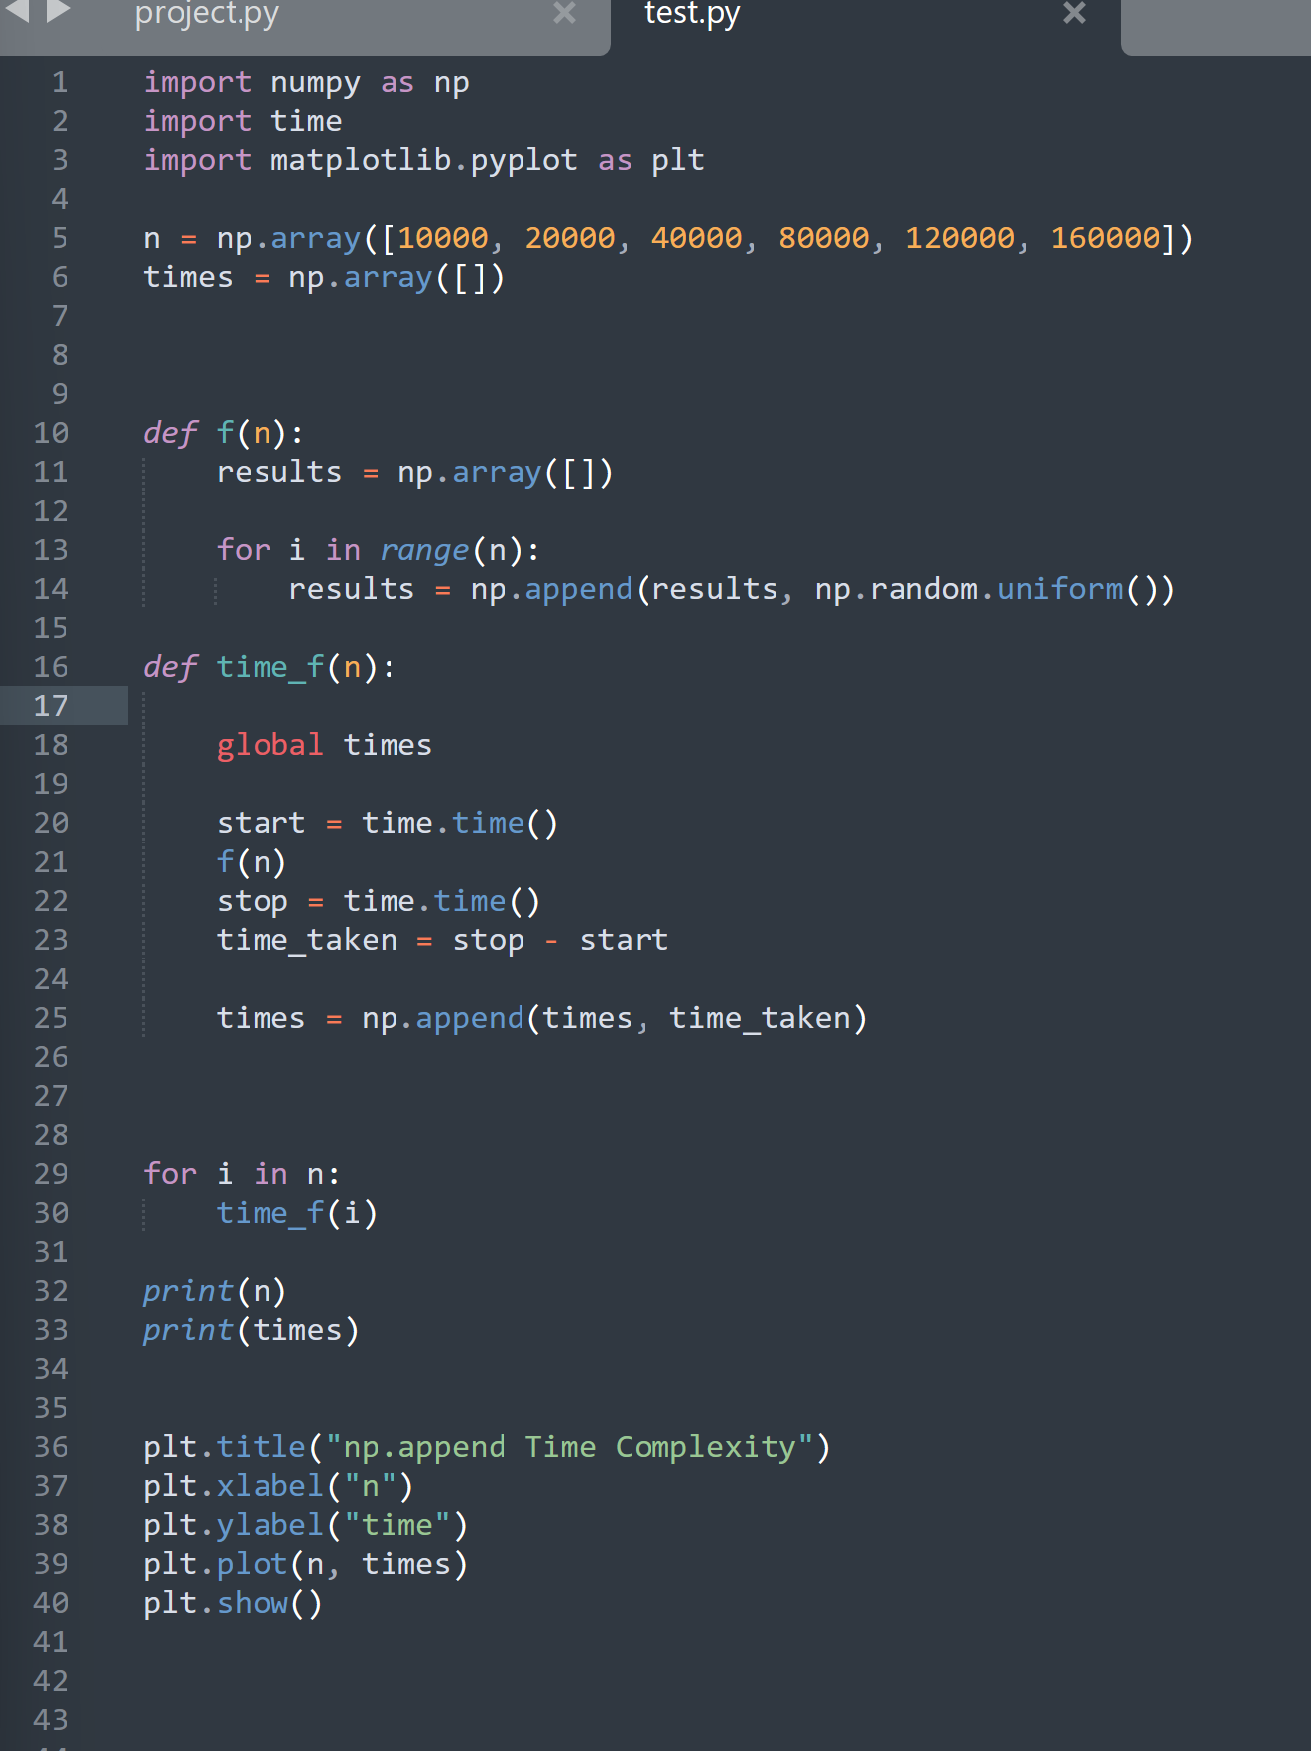 project.py × test.py ×
1 import numpy as np
2 import time
3 import matplotlib.pyplot as plt
4
5 n = np.array([10000, 20000, 40000, 80000, 120000, 160000])
6 times = np.array([])
7
8
9
10 def f(n):
11     results = np.array([])
12
13     for i in range(n):
14         results = np.append(results, np.random.uniform())
15
16 def time_f(n):
17
18     global times
19
20     start = time.time()
21     f(n)
22     stop = time.time()
23     time_taken = stop - start
24
25     times = np.append(times, time_taken)
26
27
28
29 for i in n:
30     time_f(i)
31
32 print(n)
33 print(times)
34
35
36 plt.title("np.append Time Complexity")
37 plt.xlabel("n")
38 plt.ylabel("time")
39 plt.plot(n, times)
40 plt.show()
41
42
43